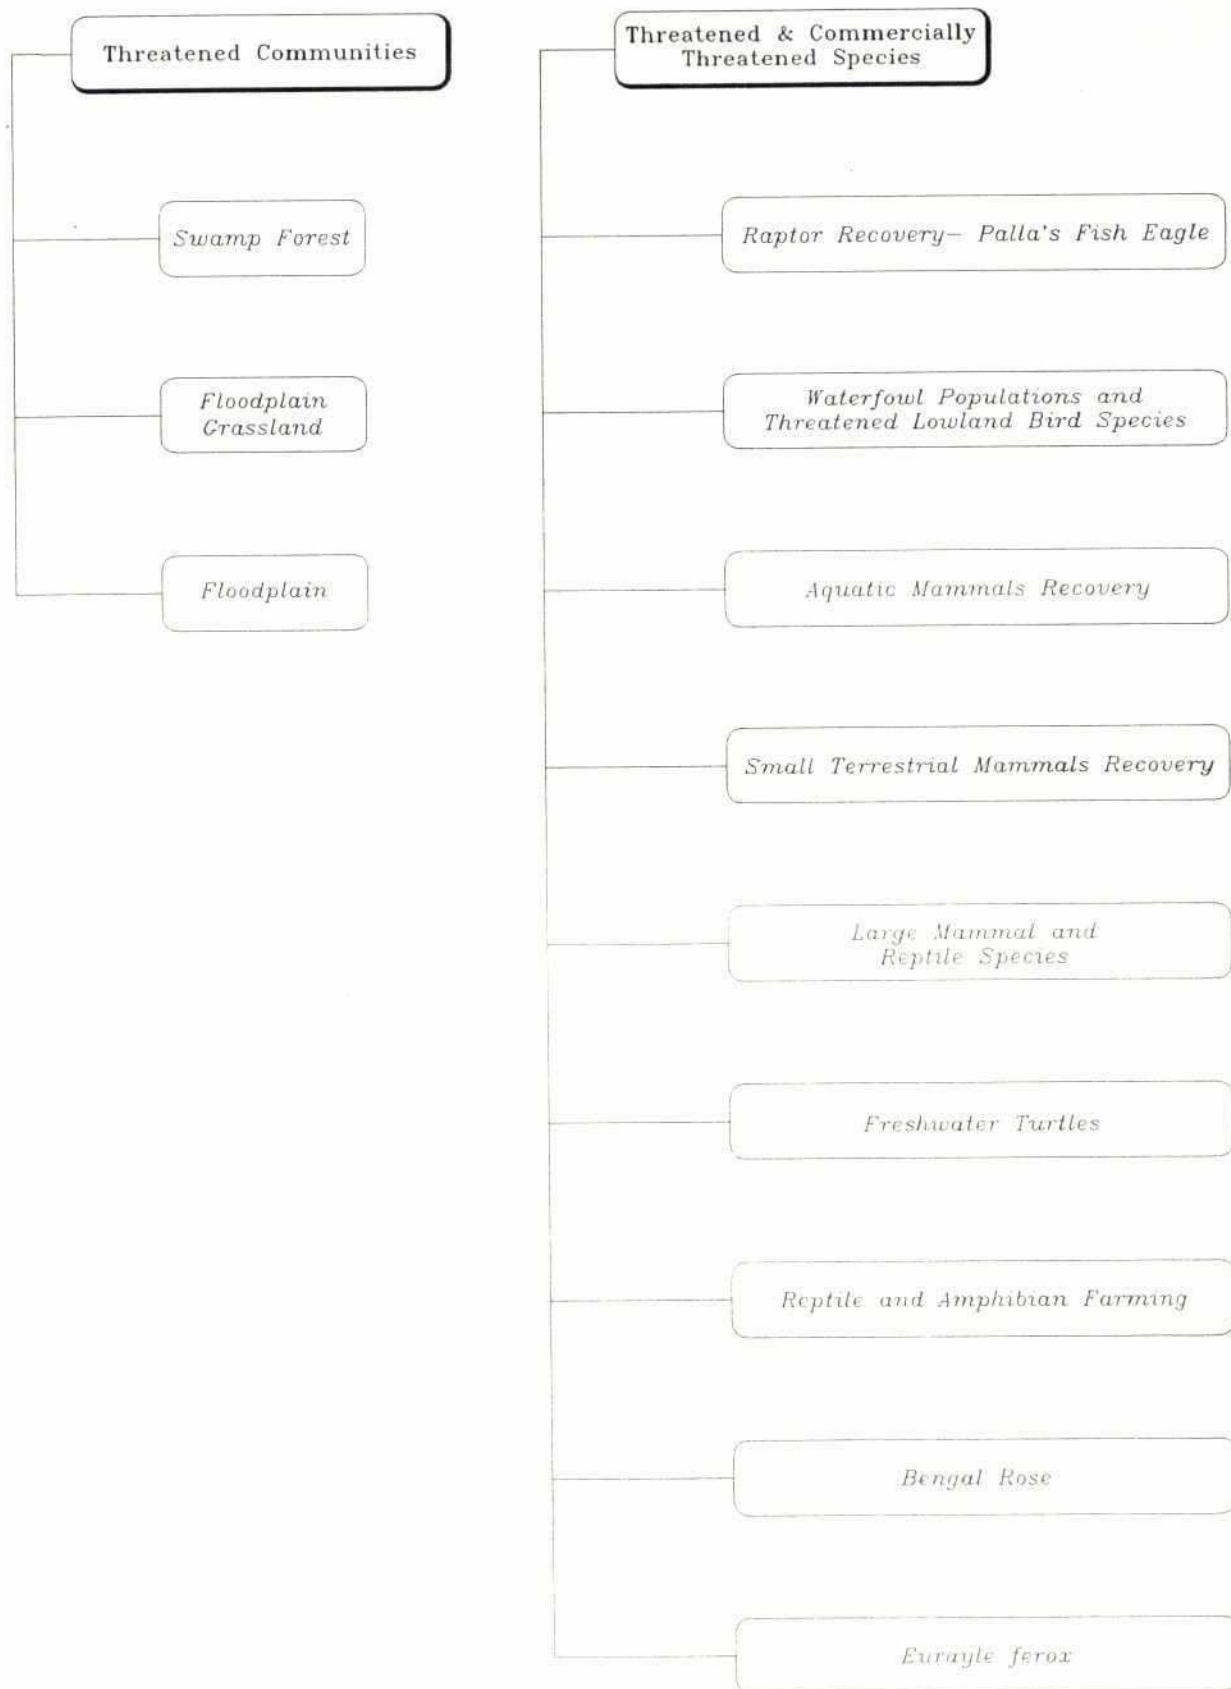 Threatened Communities
Swamp Forest
Floodplain
Grassland
Floodplain
Threatened & Commercially
Threatened Species
Raptor Recovery— Palla's Fish Eagle
Waterfowl Populations and
Threatened Lowland Bird Species
Aquatic Mammals Recovery
Small Terrestrial Mammals Recovery
Large Mammal and
Reptile Species
Freshwater Turtles
Reptile and Amphibian Farming
Bengal Rose
Eurayle ferox